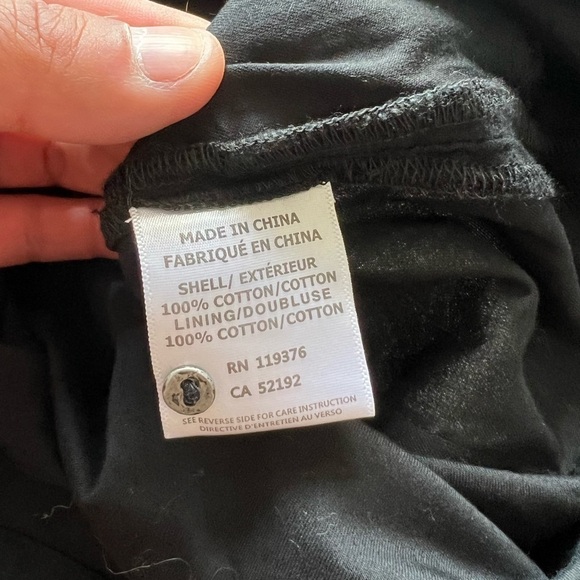 MADE IN CHINA
FABRIQUÉ EN CHINA
SHELL/ EXTÉRIEUR
100% COTTON/COTTON
LINING/DOUBLUSE
100% COTTON/COTTON
RN 119376
CA 52192
SEE REVERSE SIDE FOR CARE INSTRUCTION
DIRECTIVE D'ENTRETIEN AU VERSO